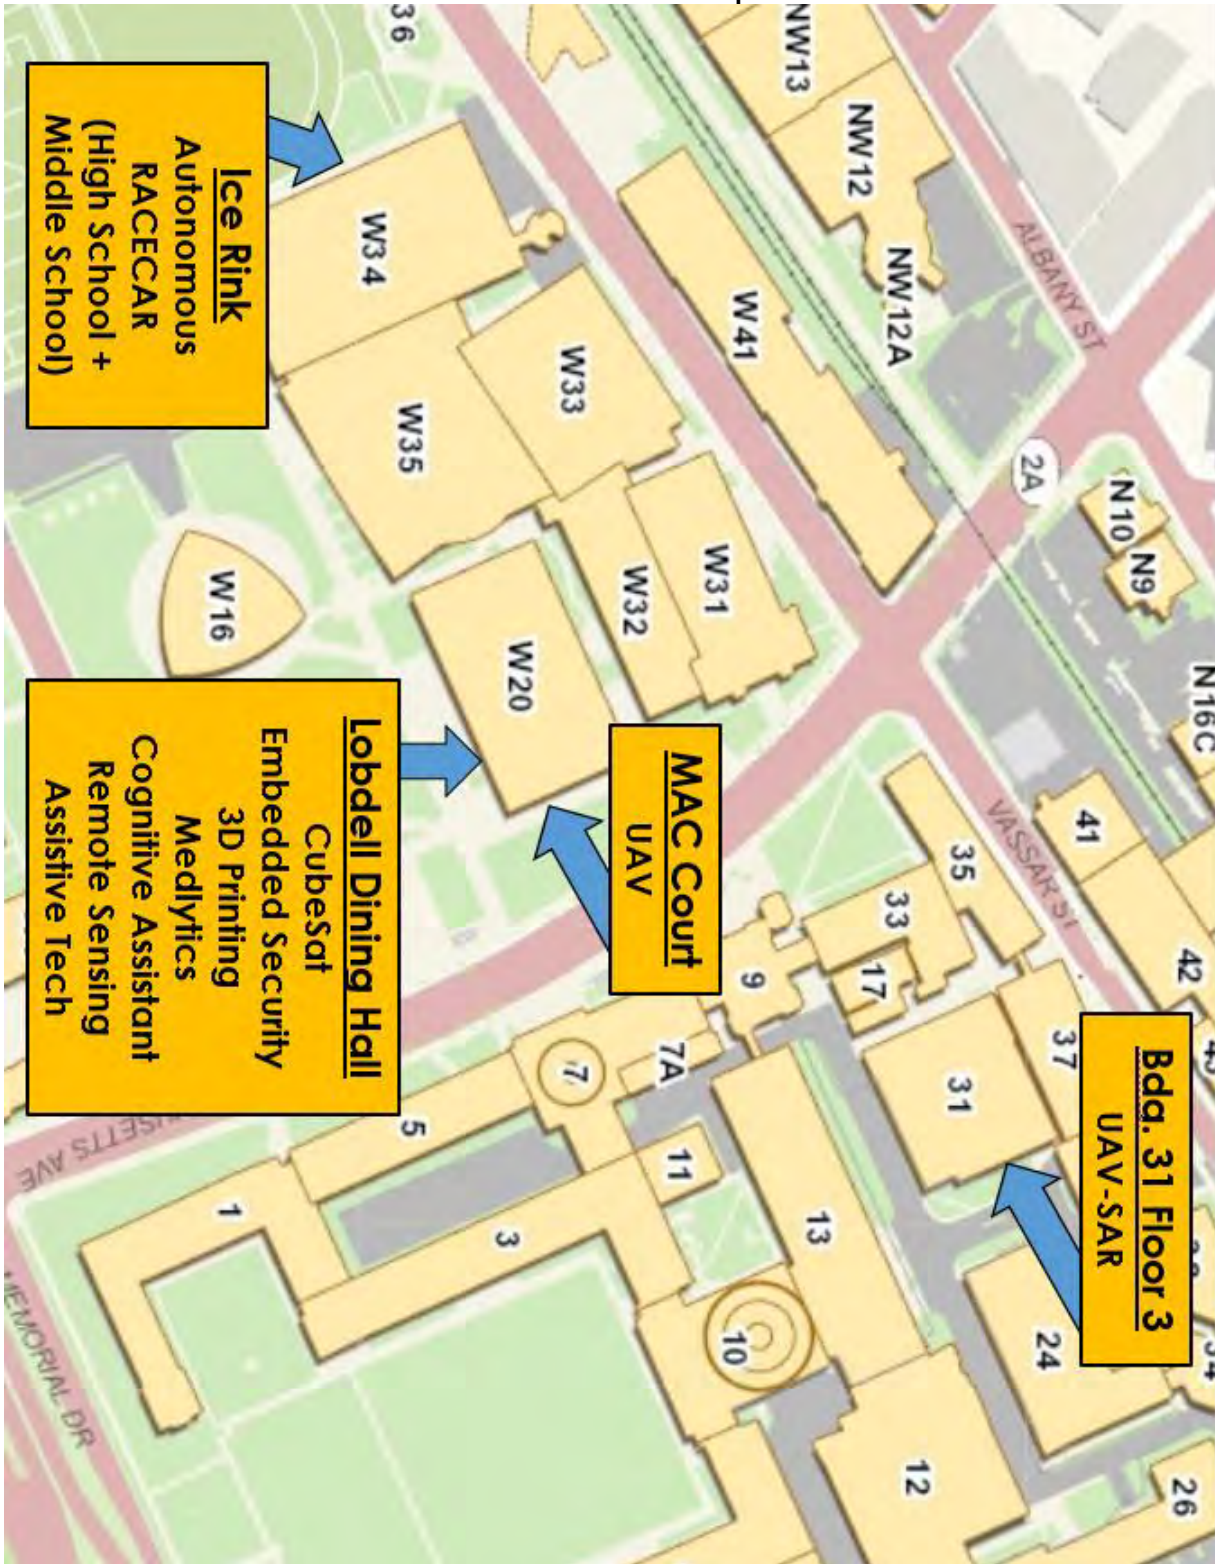 N16C
26
42
N9
Bdg. 31 Floor 3
UAV-SAR
N10
41
ALBANY ST
2A
VASSAR ST
37
24
35
31
NW12A
33
12
NW12
17
13
NW13
9
10
W41
W31
MAC Court
UAV
7A
11
W32
7
W33
W20
3
W35
5
36
W34
1
Lobdell Dining Hall
CubeSat
Embedded Security
3D Printing
Medlytics
Cognitive Assistant
Remote Sensing
Assistive Tech
W16
Ice Rink
Autonomous
RACECAR
(High School +
Middle School)
AVE
MEMORIAL DR